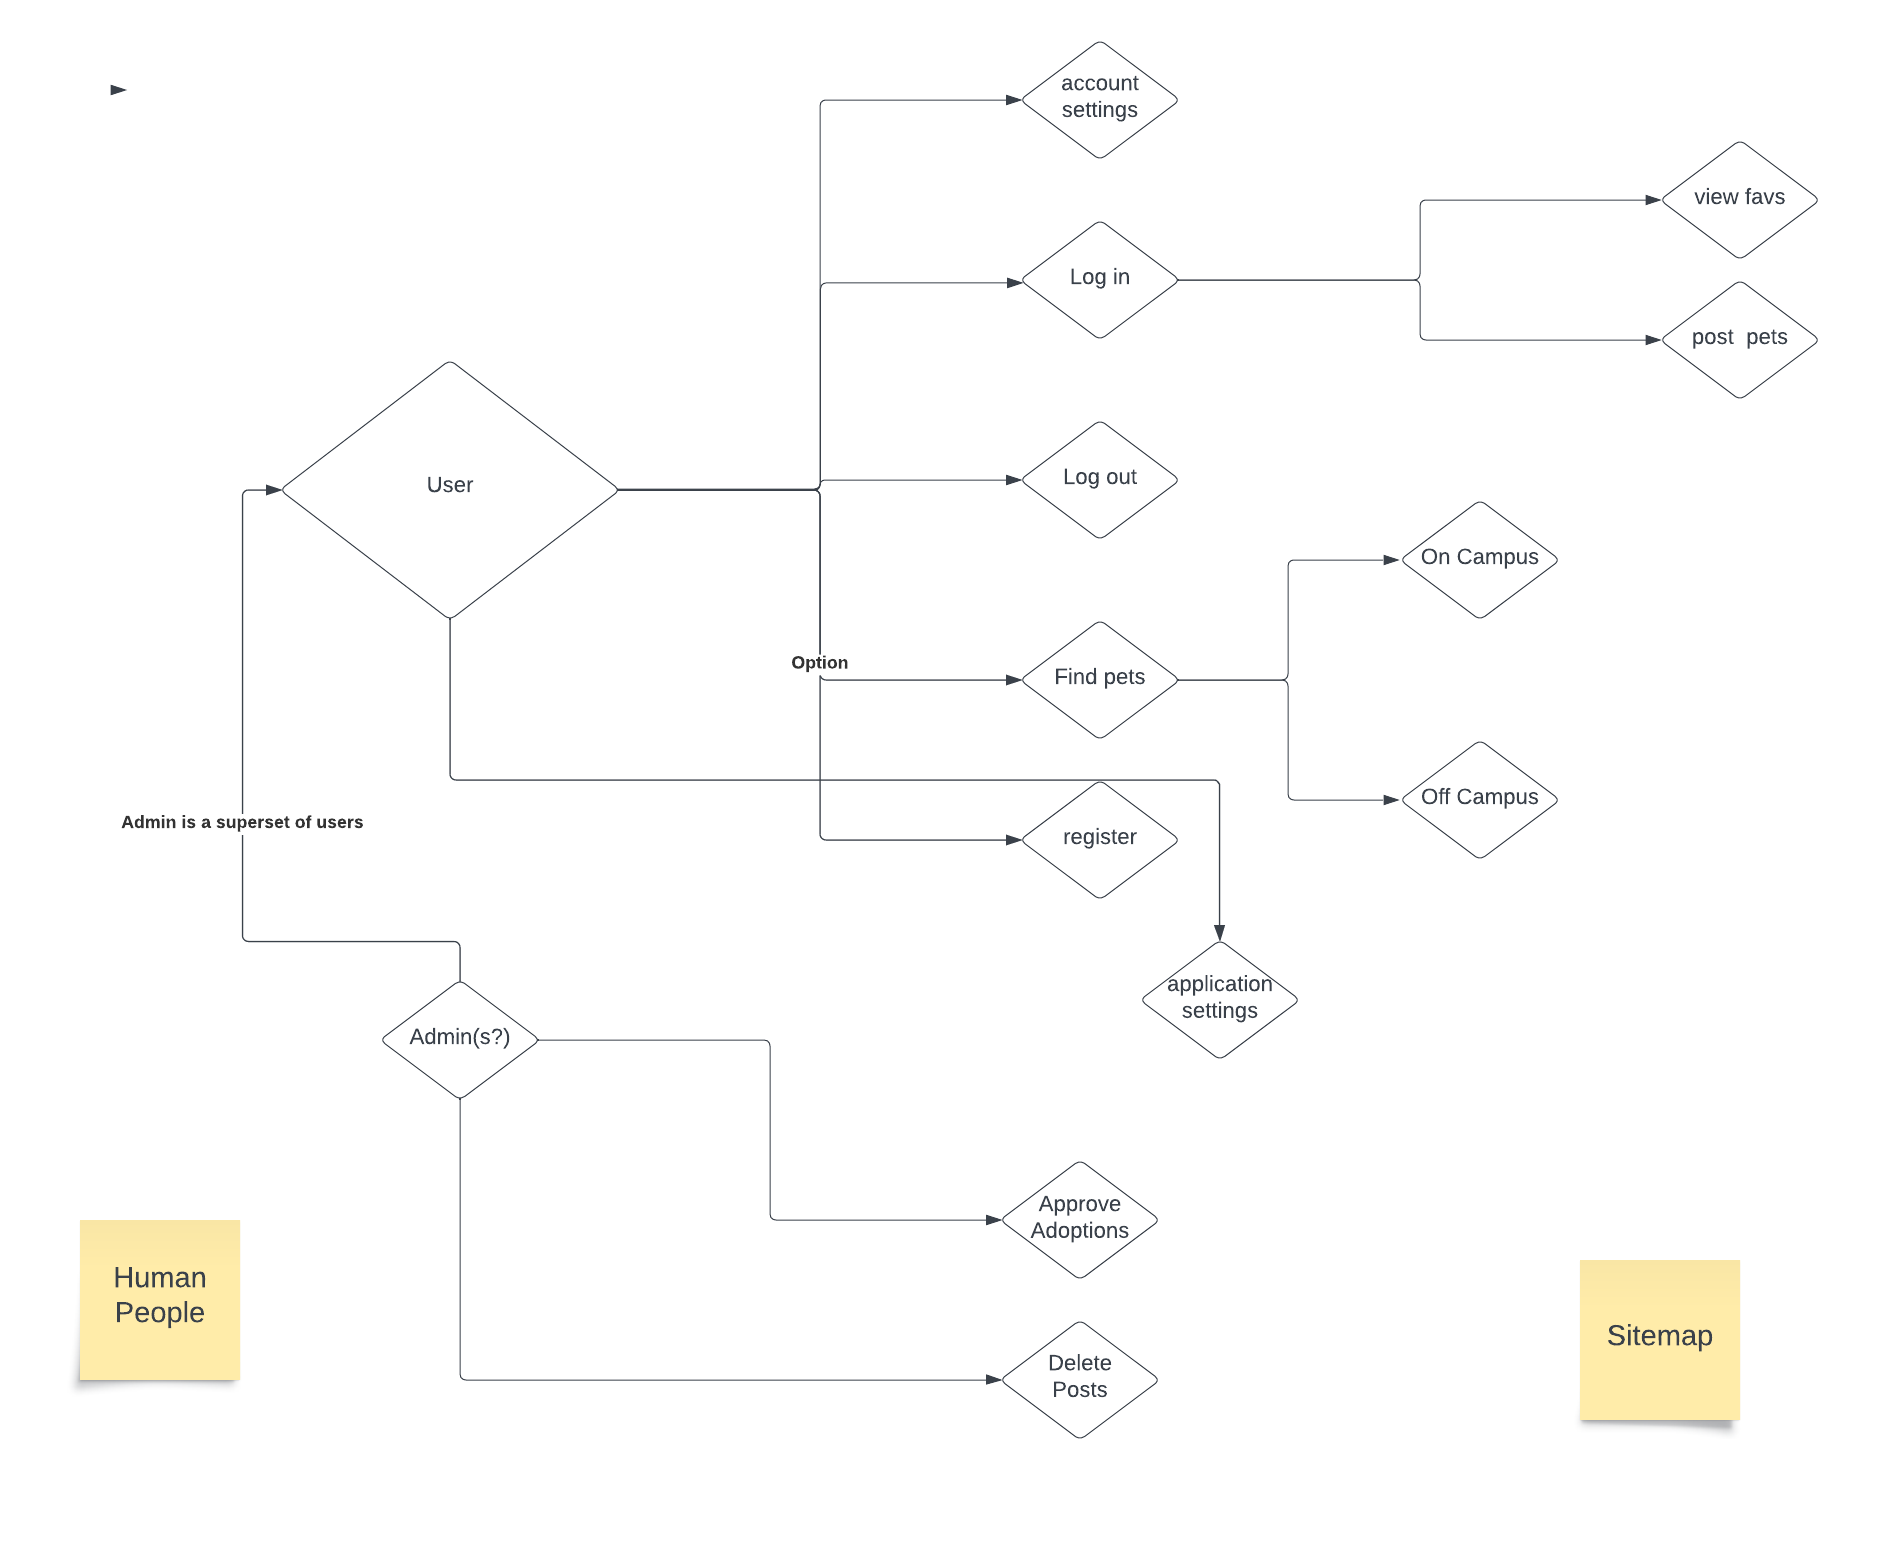 account
settings
view favs
Log in
post  pets
Log out
User
On Campus
Option
Find pets
Off Campus
Admin is a superset of users
register
application
settings
Admin(s?)
Approve
Adoptions
Human
People
Sitemap
Delete
Posts